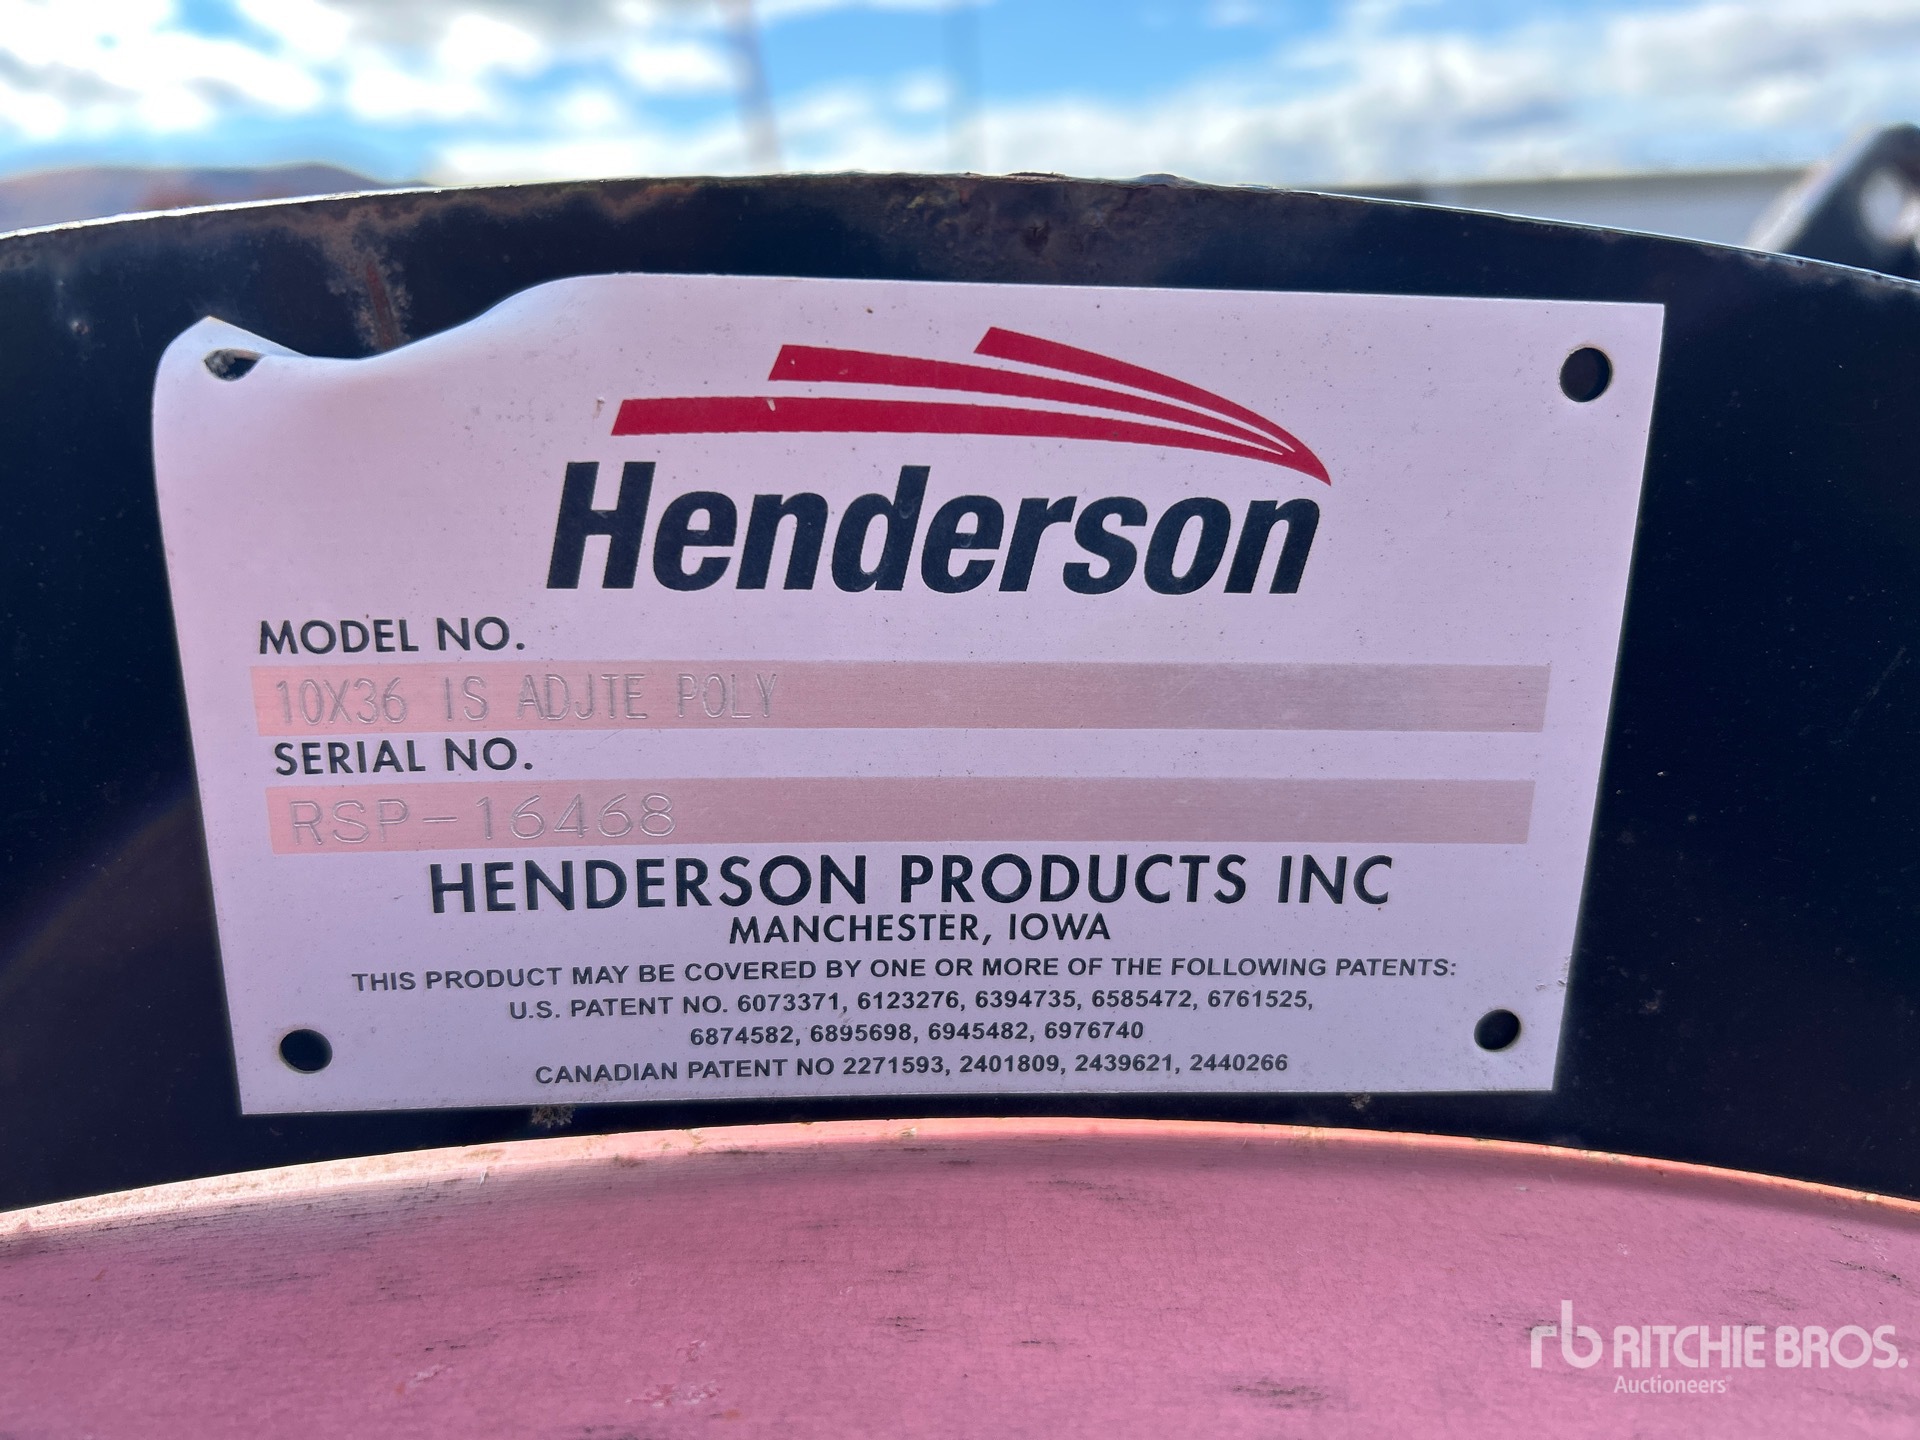 Henderson
MODEL NO.
10X36 IS ADJTE POLY
SERIAL NO.
RSP-16468
HENDERSON PRODUCTS INC
MANCHESTER, IOWA
THIS PRODUCT MAY BE COVERED BY ONE OR MORE OF THE FOLLOWING PATENTS:
U.S. PATENT NO. 6073371, 6123276, 6394735, 6585472, 6761525,
6874582, 6895698, 6945482, 6976740
CANADIAN PATENT NO 2271593, 2401809, 2439621, 2440266
rb RITCHIE BROS.
Auctioneers